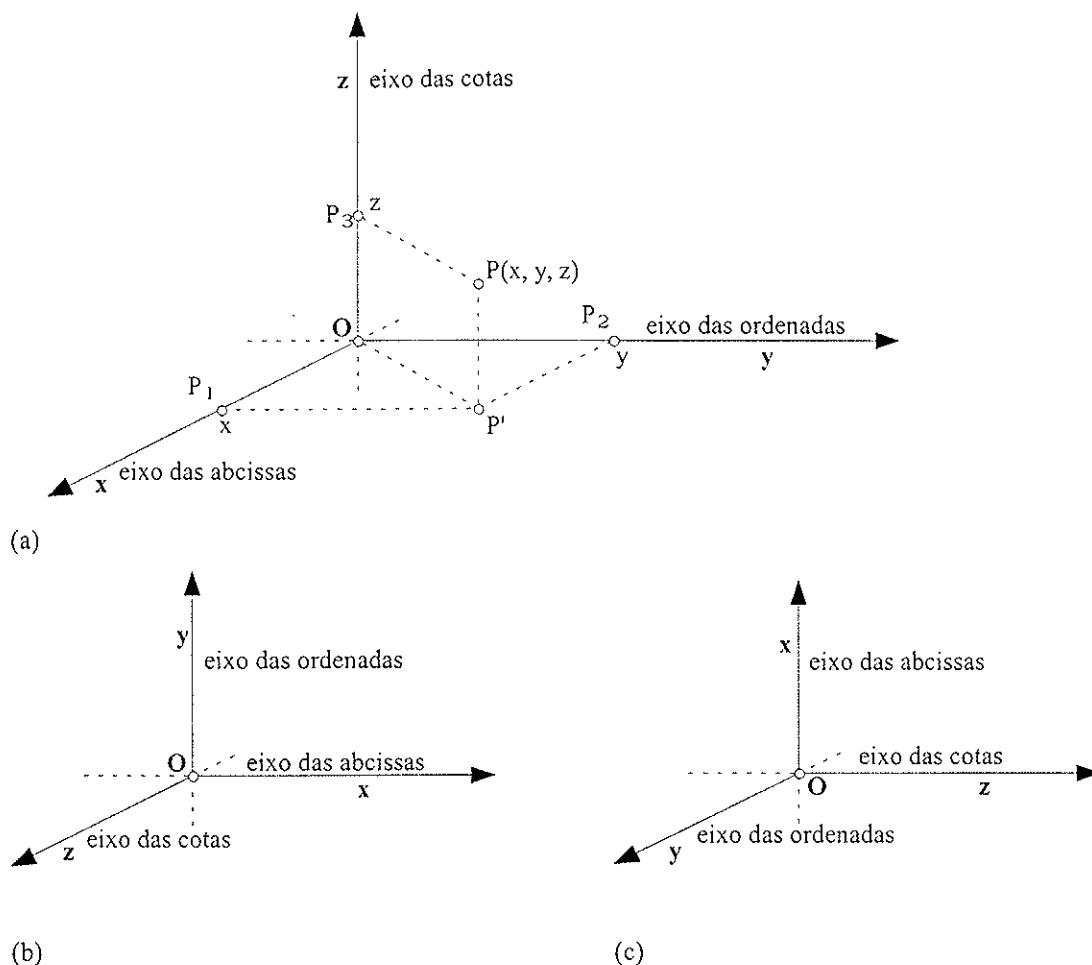 z eixo das cotas
P3 z
P(x, y, z)
O
P2
eixo das ordenadas
y
y
P1
x
P'
eixo das abcissas
x
(a)
y
eixo das ordenadas
O
eixo das abcissas
x
eixo das cotas
z
(b)
x
eixo das abcissas
eixo das cotas
O
z
eixo das ordenadas
y
(c)